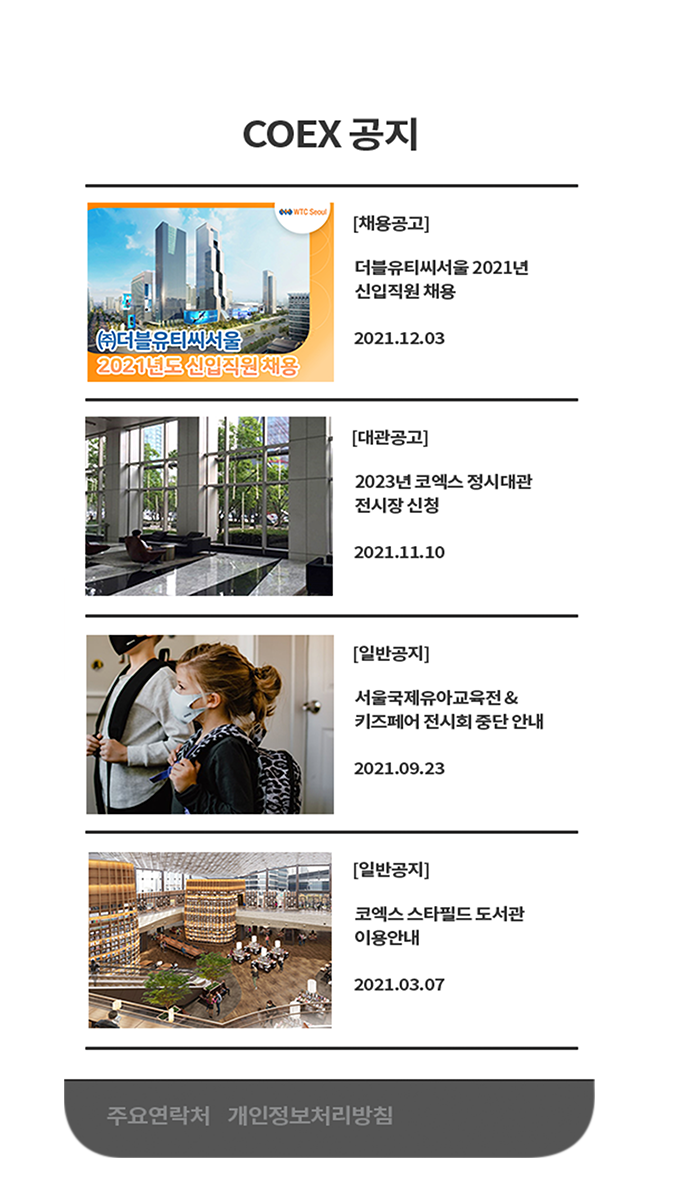 COEX 공지
WTC Seoul
㈜더블유티씨서울
2021년도 신입직원 채용
[채용공고]
더블유티씨서울 2021년
신입직원 채용
2021.12.03
[대관공고]
2023년 코엑스 정시대관
전시장 신청
2021.11.10
[일반공지]
서울국제유아교육전 &
키즈페어 전시회 중단 안내
2021.09.23
[일반공지]
코엑스 스타필드 도서관
이용안내
2021.03.07
주요연락처 개인정보처리방침